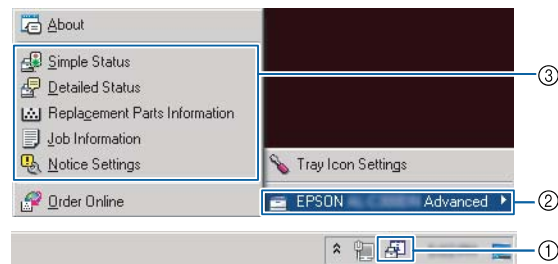 About
Simple Status
Detailed Status
Replacement Parts Information
Job Information
Notice Settings
Order Online
③
Tray Icon Settings
EPSON Advanced
②
①